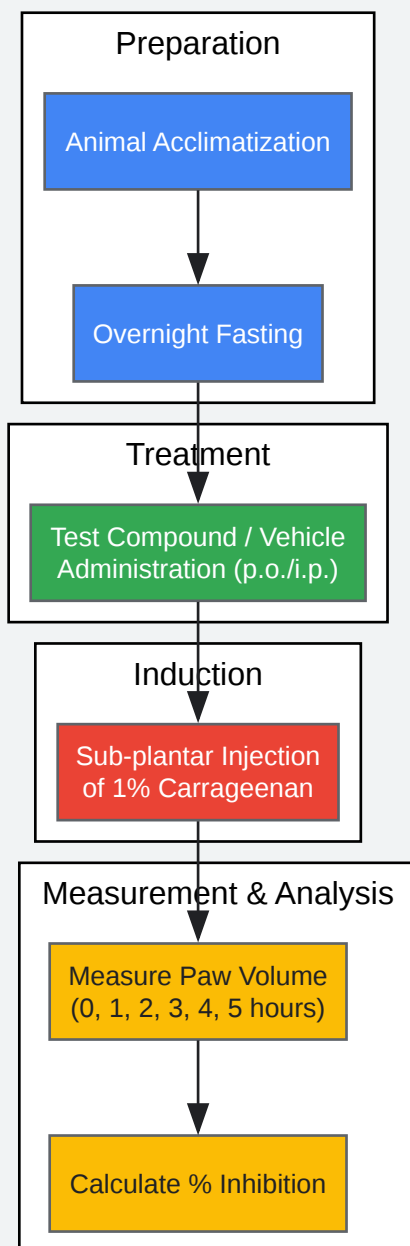 Preparation
Animal Acclimatization
Overnight Fasting
Treatment
Test Compound / Vehicle
Administration (p.o./i.p.)
Induction
Sub-plantar Injection
of 1% Carrageenan
Measurement & Analysis
Measure Paw Volume
(0, 1, 2, 3, 4, 5 hours)
Calculate % Inhibition